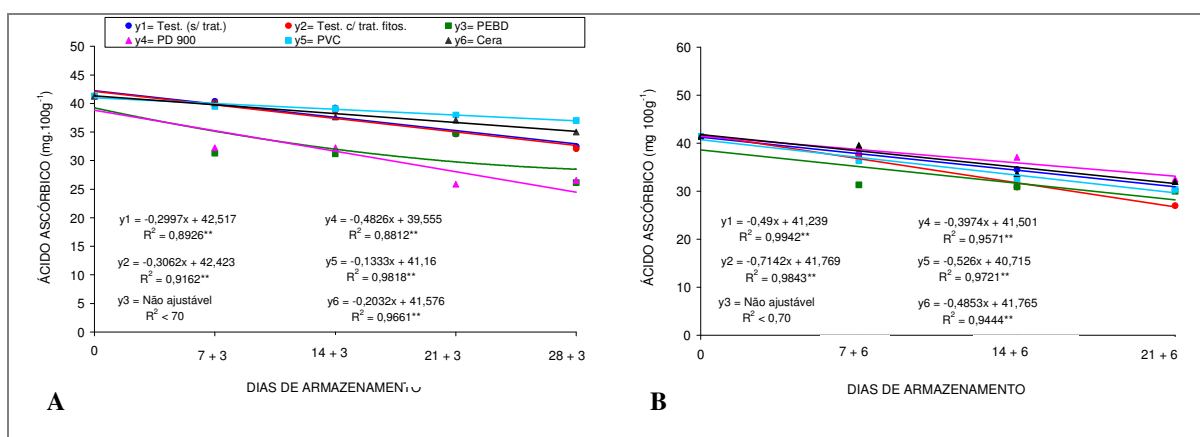 y1= Test. (s/ trat.) y2= Test. c/ trat. fitos. y3= PEBD
y4= PD 900 y5= PVC y6= Cera
ÁCIDO ASCÓRBICO (mg.100g-1)
50
45
40
35
30
25
20
15
10
5
0
y1 = -0,2997x + 42,517
R2 = 0,8926**
y4 = -0,4826x + 39,555
R2 = 0,8812**
y2 = -0,3062x + 42,423
R2 = 0,9162**
y5 = -0,1333x + 41,16
R2 = 0,9818**
y3 = Não ajustável
R2 < 70
y6 = -0,2032x + 41,576
R2 = 0,9661**
0 7 + 3 14 + 3 21 + 3 28 + 3
DIAS DE ARMAZENAMENTO
A
ÁCIDO ASCÓRBICO (mg 100g-1)
60
50
40
30
20
10
0
y1 = -0,49x + 41,239
R2 = 0,9942**
y4 = -0,3974x + 41,501
R2 = 0,9571**
y2 = -0,7142x + 41,769
R2 = 0,9843**
y5 = -0,526x + 40,715
R2 = 0,9721**
y3 = Não ajustável
R2 < 0,70
y6 = -0,4853x + 41,765
R2 = 0,9444**
0 7 + 6 14 + 6 21 + 6
DIAS DE ARMAZENAMENTO
B